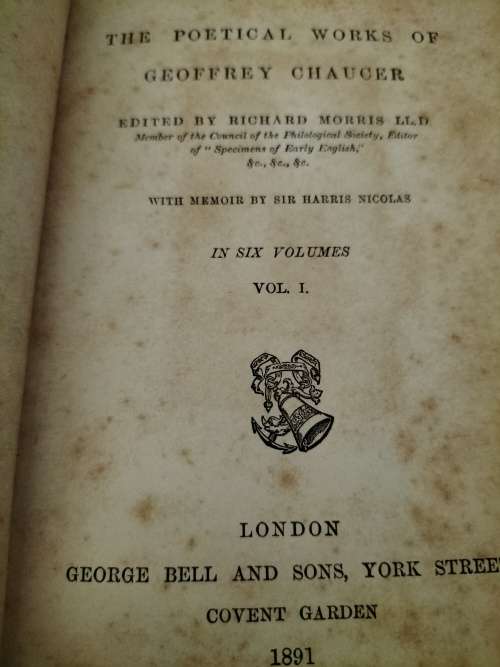 THE POETICAL WORKS OF
GEOFFREY CHAUCER
EDITED BY RICHARD MORRIS LL.D
Member of the Council of the Philological Society, Editor
of "Specimens of Early English,"
&c., &c., &c.
WITH MEMOIR BY SIR HARRIS NICOLAS
IN SIX VOLUMES
VOL. I.
LONDON
GEORGE BELL AND SONS, YORK STREE
COVENT GARDEN
1891